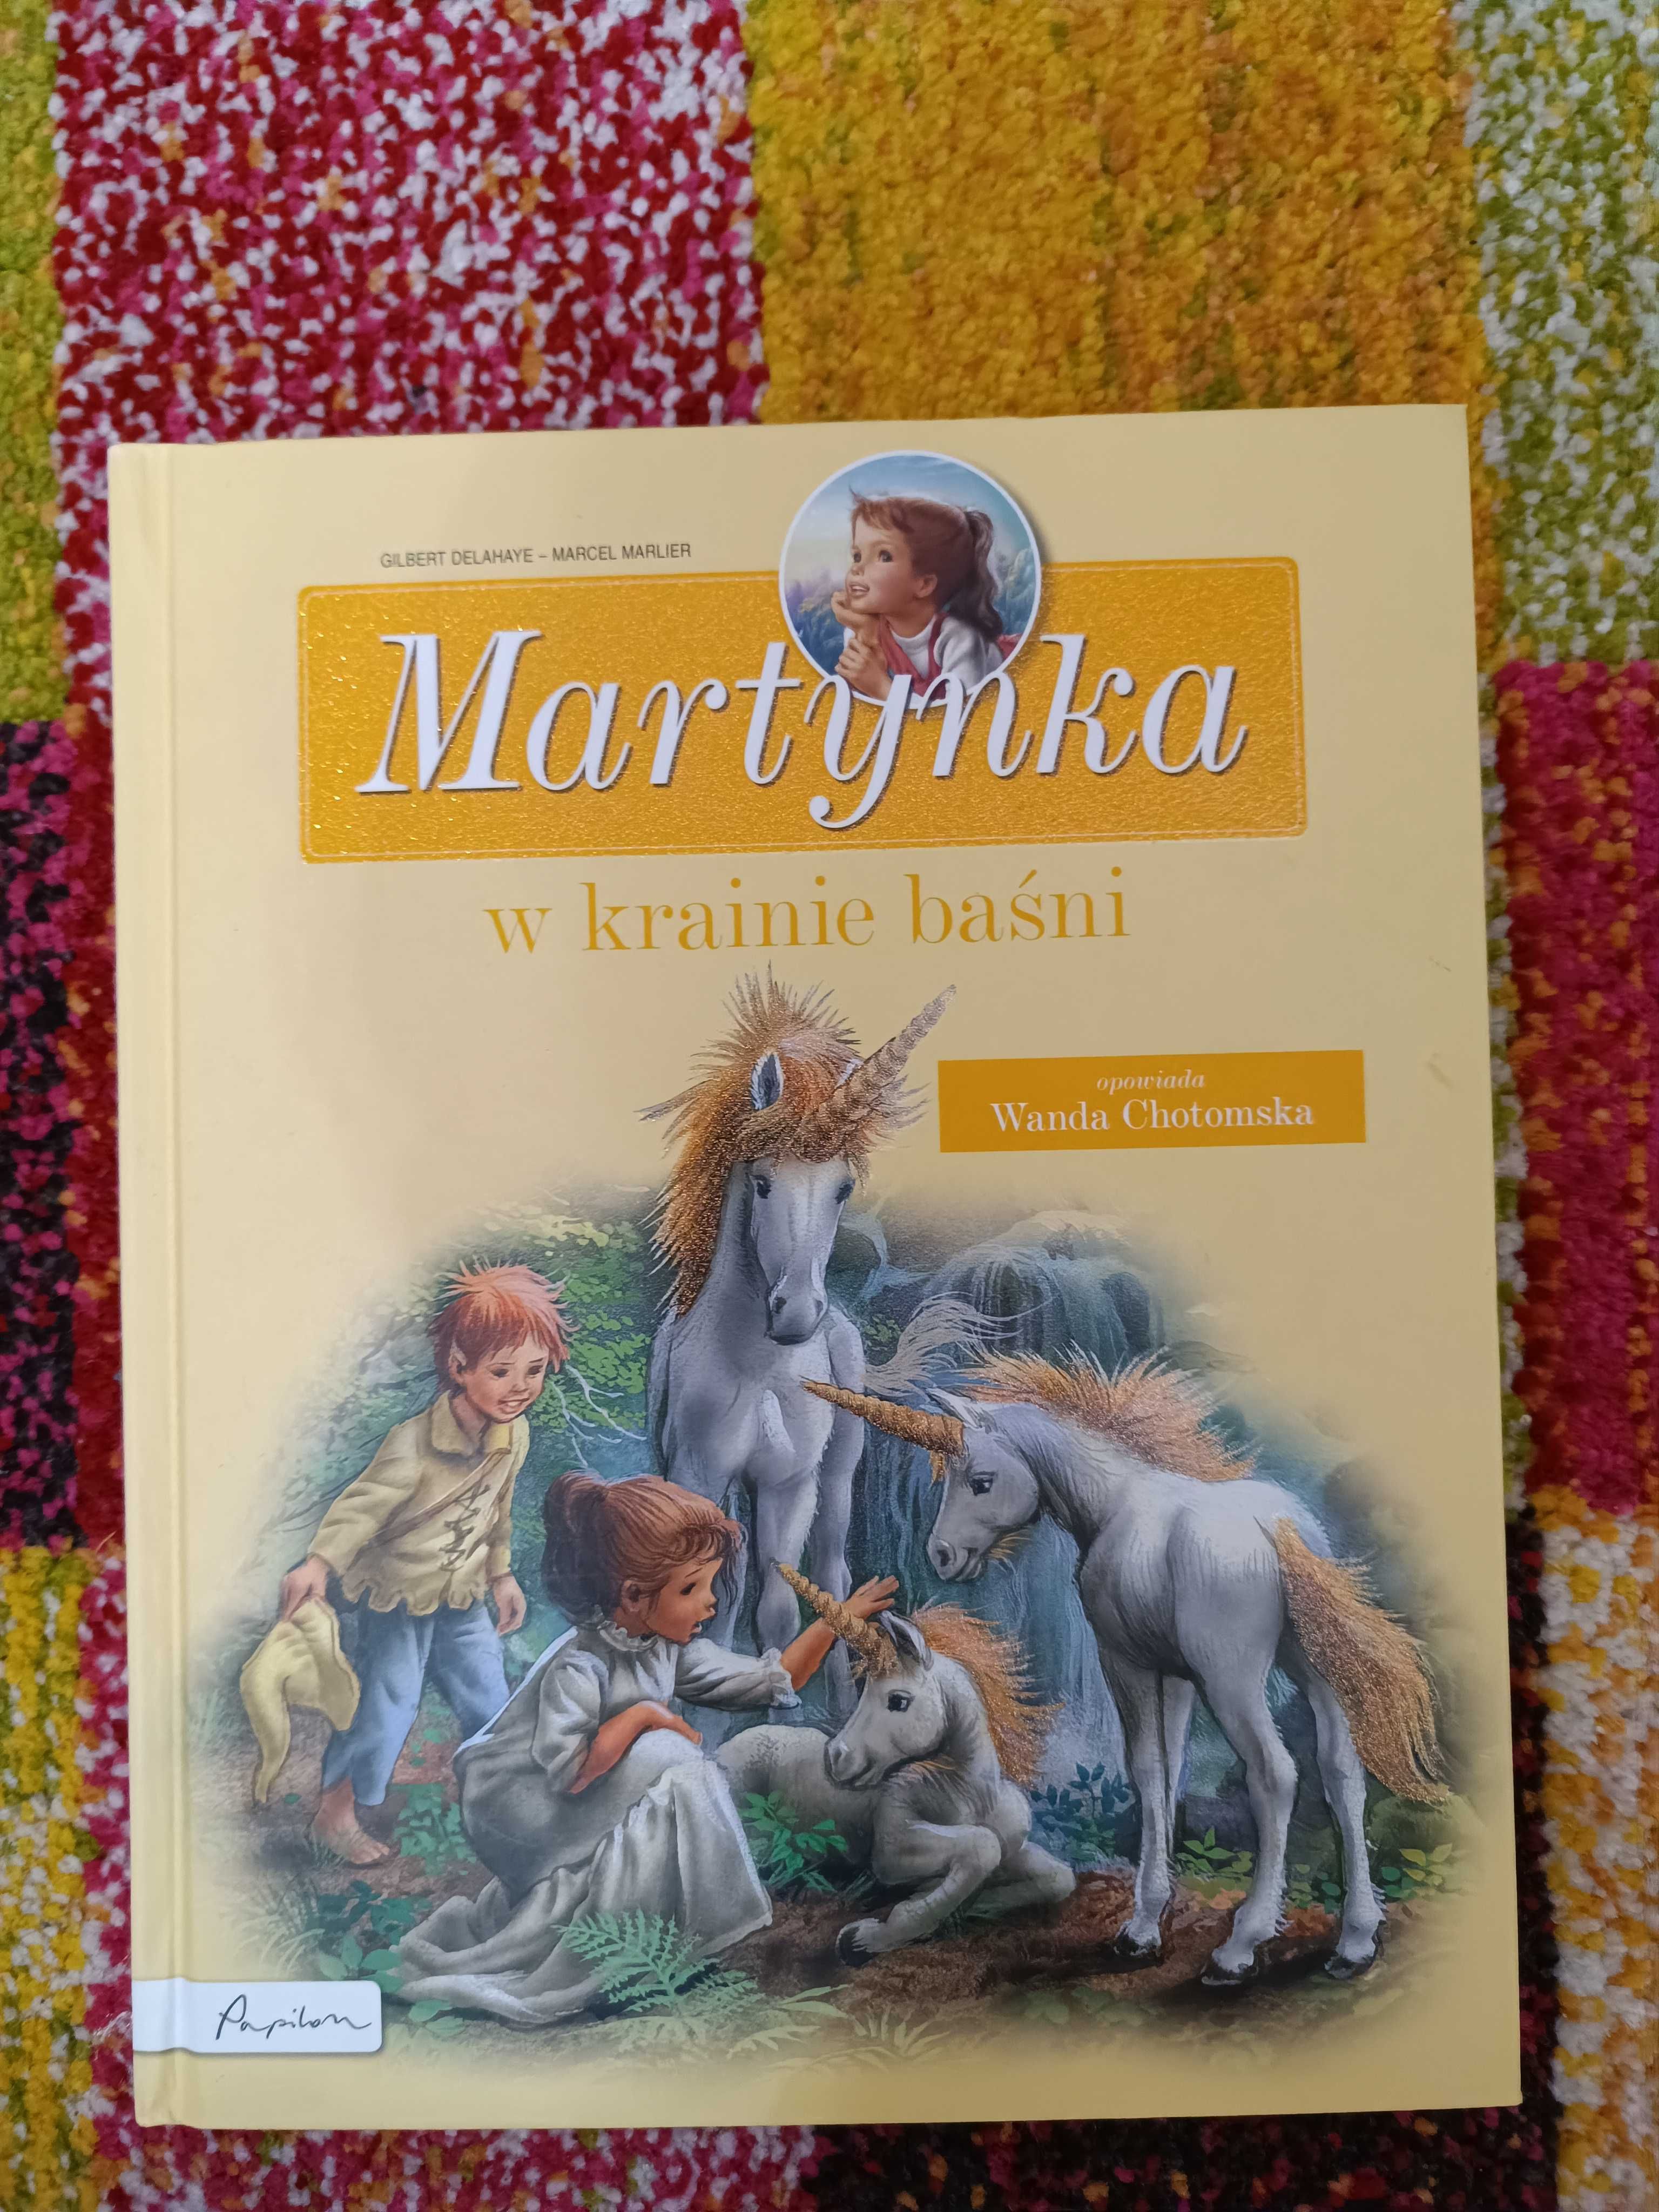 GILBERT DELAHAYE – MARCEL MARLIER
Martynka
w krainie baśni
opowiada
Wanda Chotomska
Papilon